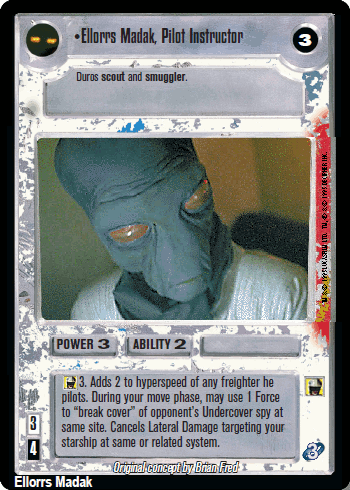 •Ellorrs Madak, Pilot Instructor
3
Duros scout and smuggler.
POWER 3
ABILITY 2
3. Adds 2 to hyperspeed of any freighter he
pilots. During your move phase, may use 1 Force
to “break cover” of opponent's Undercover spy at
same site. Cancels Lateral Damage targeting your
starship at same or related system.
3
4
3
Original concept by Brian Fred
Ellorrs Madak